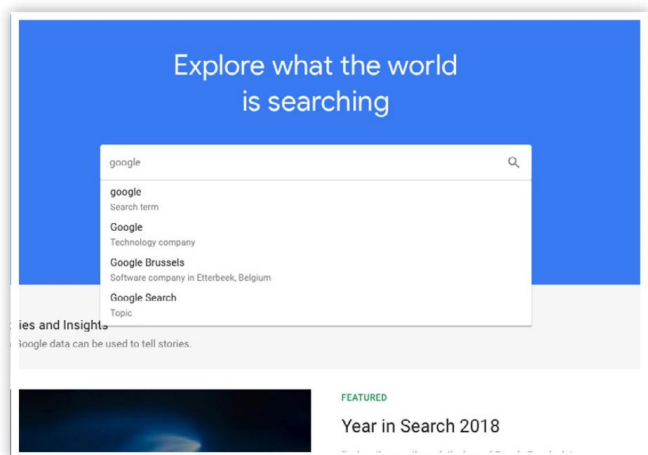 Explore what the world
is searching
google
google
Search term
Google
Technology company
Google Brussels
Software company in Etterbeek, Belgium
Google Search
Topic
ies and Insights
Google data can be used to tell stories.
FEATURED
Year in Search 2018